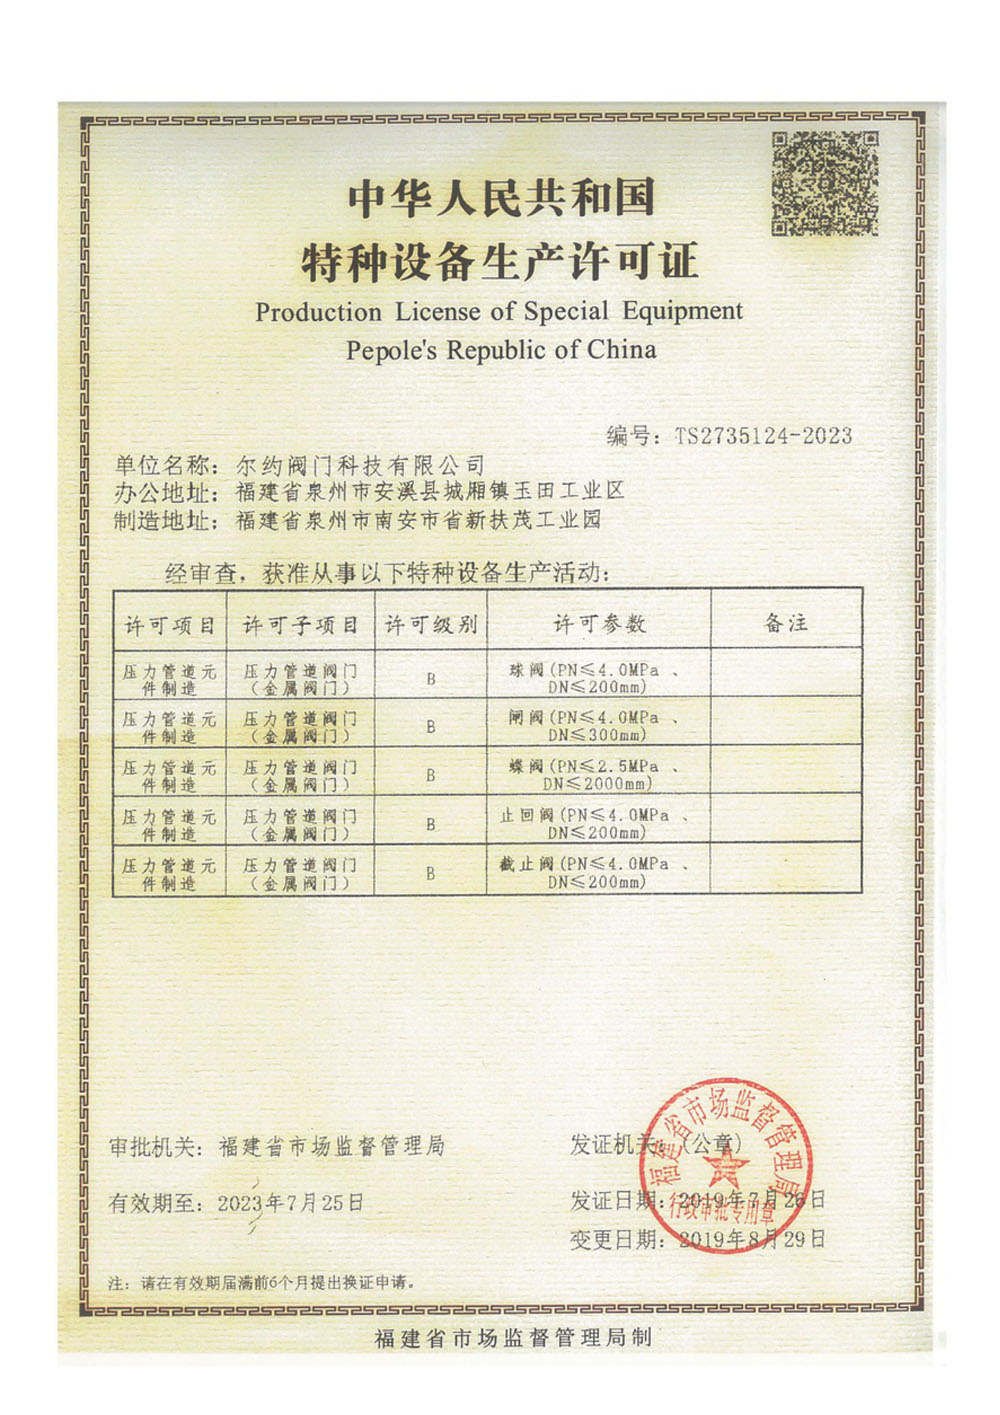 中华人民共和国
特种设备生产许可证
Production License of Special Equipment
Pepole's Republic of China
编号：TS2735124-2023
单位名称：尔约阀门科技有限公司
办公地址：福建省泉州市安溪县城厢镇玉田工业区
制造地址：福建省泉州市南安市省新扶茂工业园
经审查，获准从事以下特种设备生产活动：
许可项目 许可子项目 许可级别 许可参数 备注
压力管道元件制造 压力管道阀门（金属阀门） B 球阀(PN≤4.0MPa、DN≤200mm)
压力管道元件制造 压力管道阀门（金属阀门） B 闸阀(PN≤4.0MPa、DN≤300mm)
压力管道元件制造 压力管道阀门（金属阀门） B 蝶阀(PN≤2.5MPa、DN≤2000mm)
压力管道元件制造 压力管道阀门（金属阀门） B 止回阀(PN≤4.0MPa、DN≤200mm)
压力管道元件制造 压力管道阀门（金属阀门） B 截止阀(PN≤4.0MPa、DN≤200mm)
审批机关：福建省市场监督管理局
发证机关：（公章）
有效期至：2023年7月25日
发证日期：2019年7月26日
变更日期：2019年8月29日
福建省市场监督管理局
行政审批专用章
注：请在有效期届满前6个月提出换证申请。
福建省市场监督管理局制